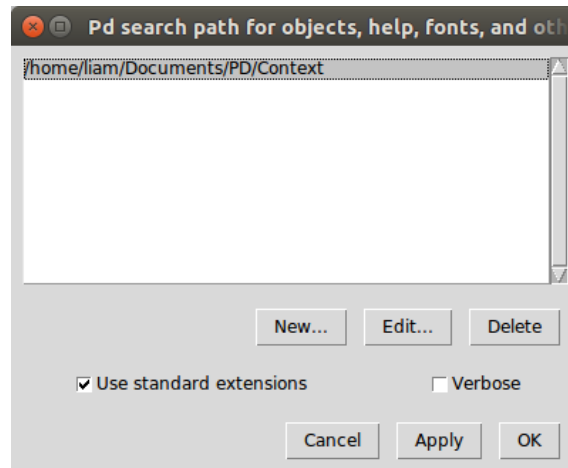 Pd search path for objects, help, fonts, and oth
/home/liam/Documents/PD/Context
New... Edit... Delete
Use standard extensions Verbose
Cancel Apply OK